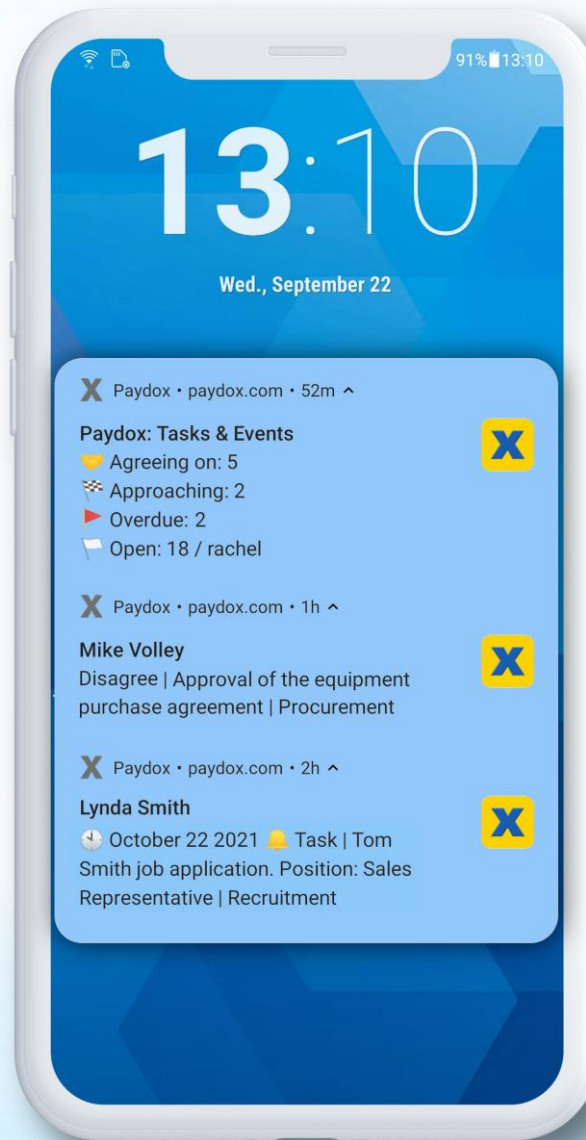 91% 13:10
13:10
Wed., September 22
Paydox • paydox.com • 52m
Paydox: Tasks & Events
Agreeing on: 5
Approaching: 2
Overdue: 2
Open: 18 / rachel
Paydox • paydox.com • 1h
Mike Volley
Disagree | Approval of the equipment
purchase agreement | Procurement
Paydox • paydox.com • 2h
Lynda Smith
🕙 October 22 2021 🔔 Task | Tom
Smith job application. Position: Sales
Representative | Recruitment